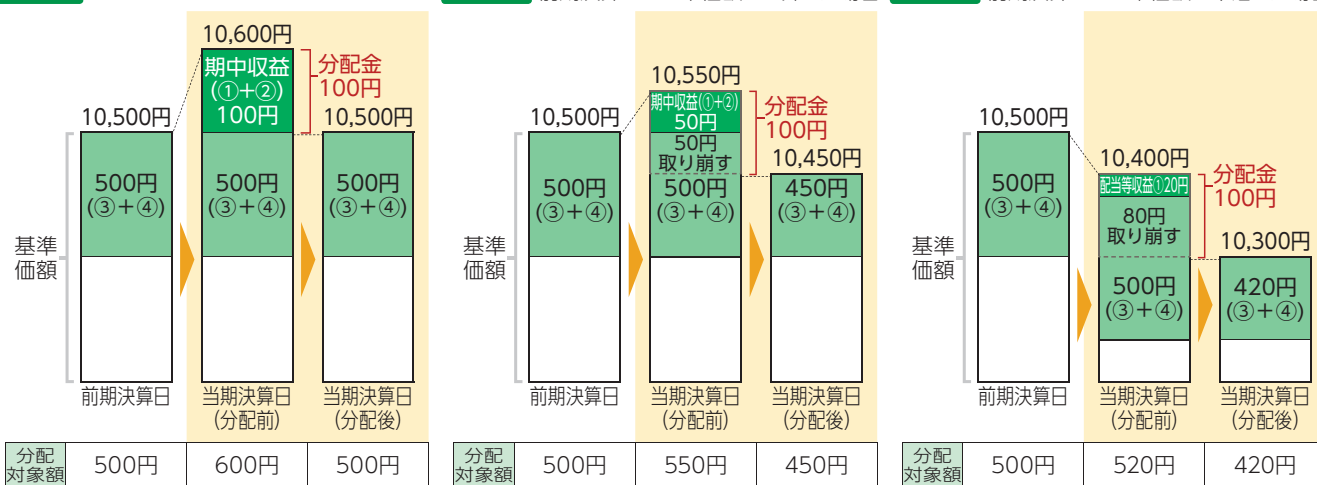 10,600円
期中収益
(①+②)
100円
分配金
100円
10,500円
10,500円
500円
(③+④)
500円
(③+④)
500円
(③+④)
基準
価額
前期決算日
当期決算日
(分配前)
当期決算日
(分配後)
分配
対象額
500円
600円
500円
10,550円
期中収益(①+②)
50円
分配金
100円
10,500円
50円
取り崩す
10,450円
500円
(③+④)
500円
(③+④)
450円
(③+④)
基準
価額
前期決算日
当期決算日
(分配前)
当期決算日
(分配後)
分配
対象額
500円
550円
450円
10,500円
10,400円
配当等収益①20円
分配金
100円
500円
(③+④)
80円
取り崩す
10,300円
500円
(③+④)
420円
(③+④)
基準
価額
前期決算日
当期決算日
(分配前)
当期決算日
(分配後)
分配
対象額
500円
520円
420円